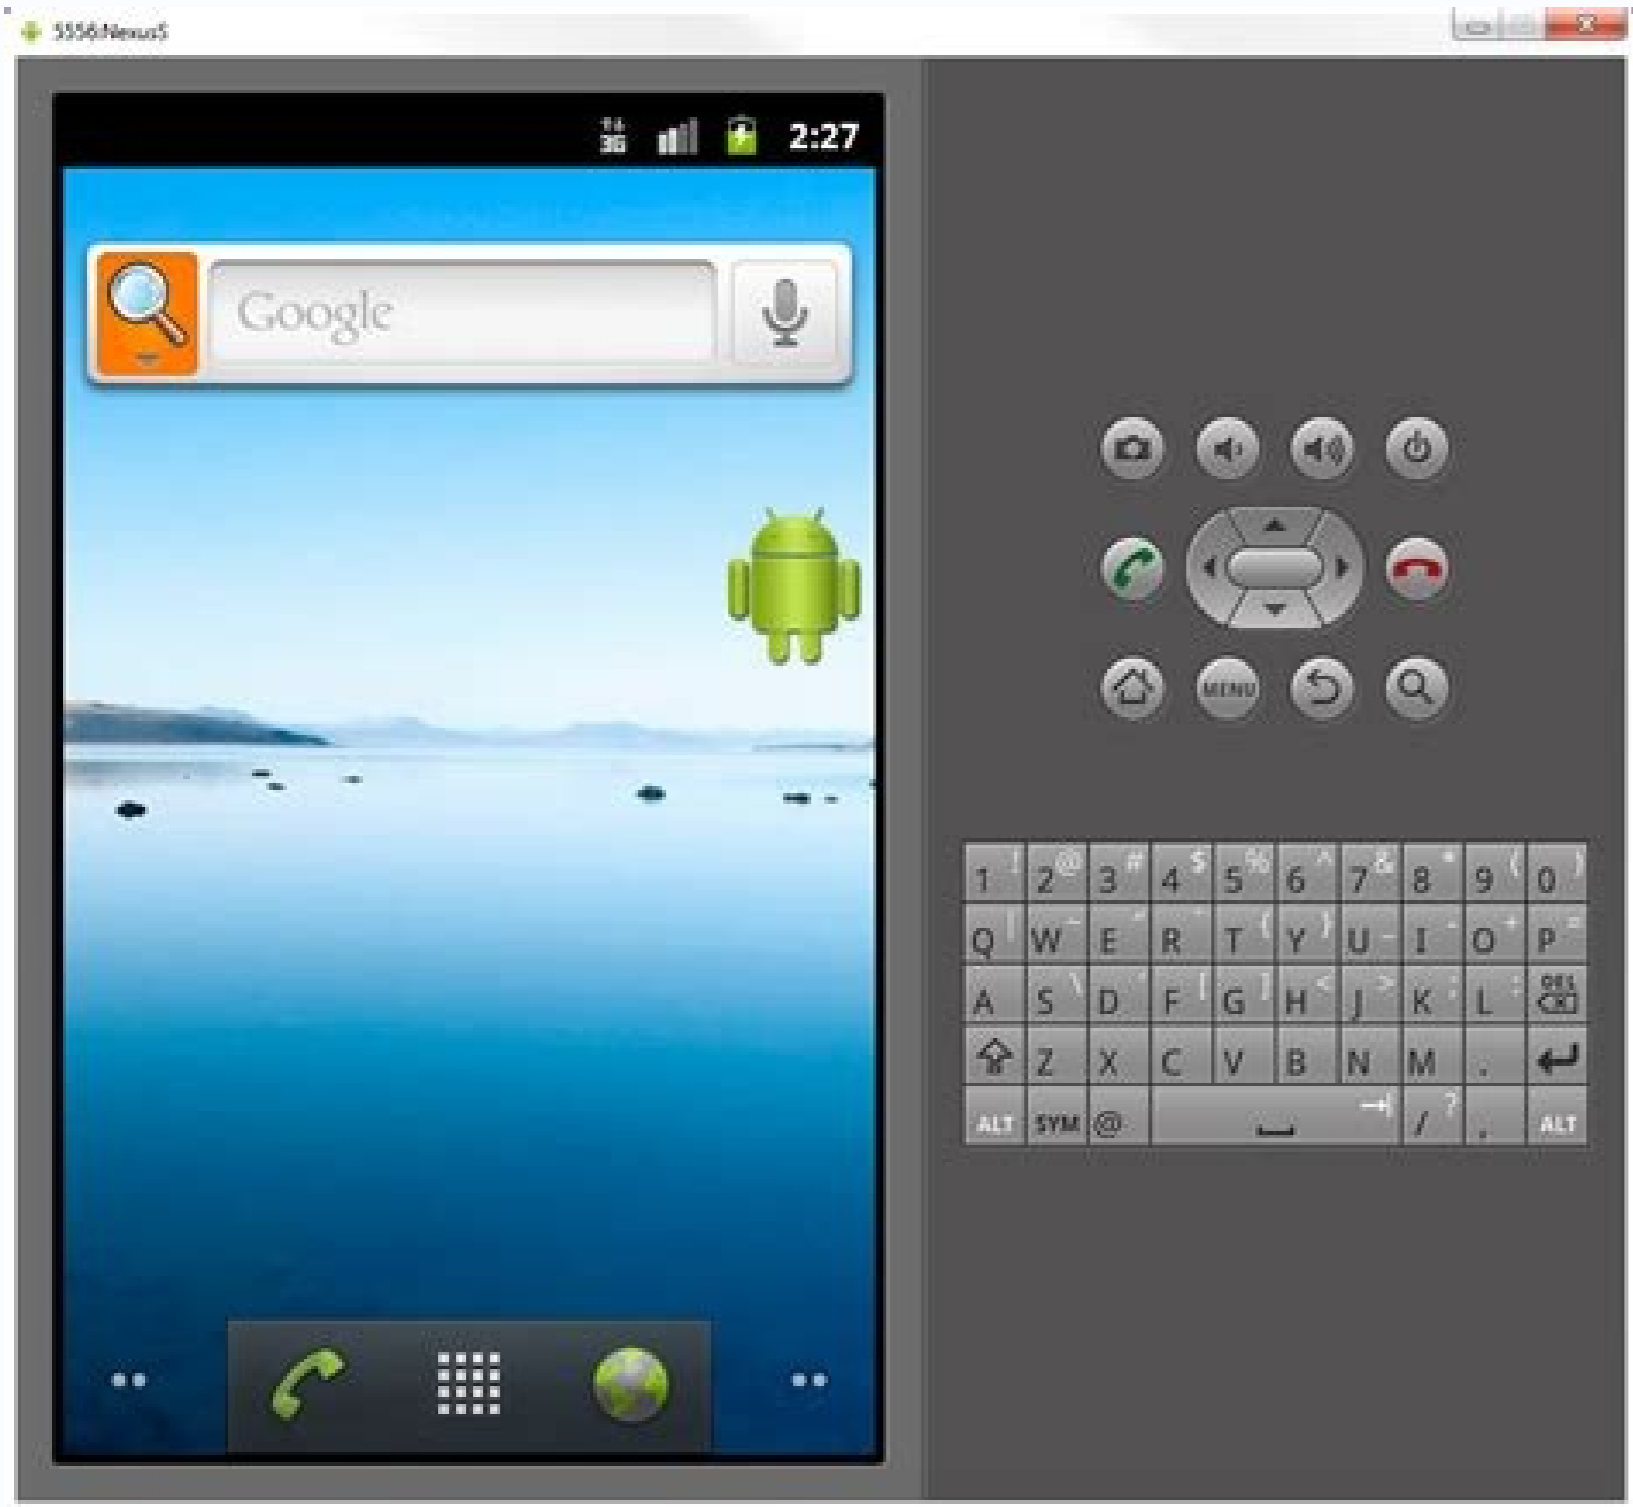 5556:NexusS
3G 2:27
Google
MENU
1 ! 2 @ 3 # 4 $ 5 % 6 ^ 7 & 8 * 9 ( 0 )
Q | W E R T { Y } U _ I - O + P =
A S \ D ' F [ G ] H < J > K ; L : DEL
Z X C V B N M .
ALT SYM @ / ? , ALT